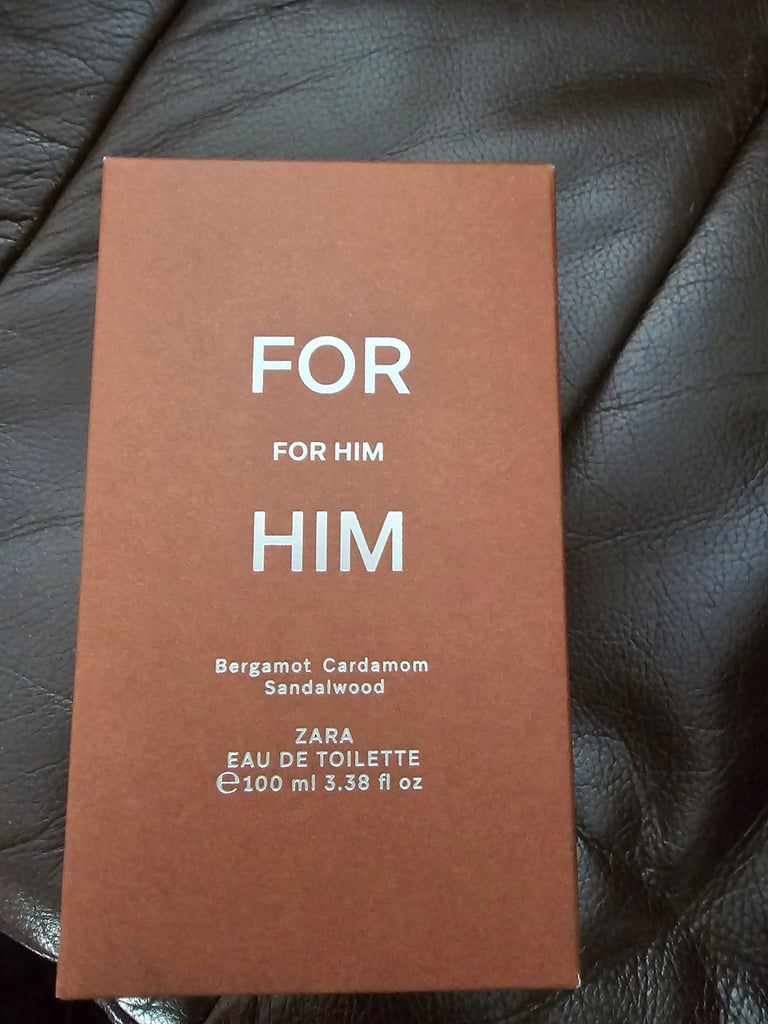 FOR
FOR HIM
HIM
Bergamot Cardamom
Sandalwood
ZARA
EAU DE TOILETTE
℮100 ml 3.38 fl oz